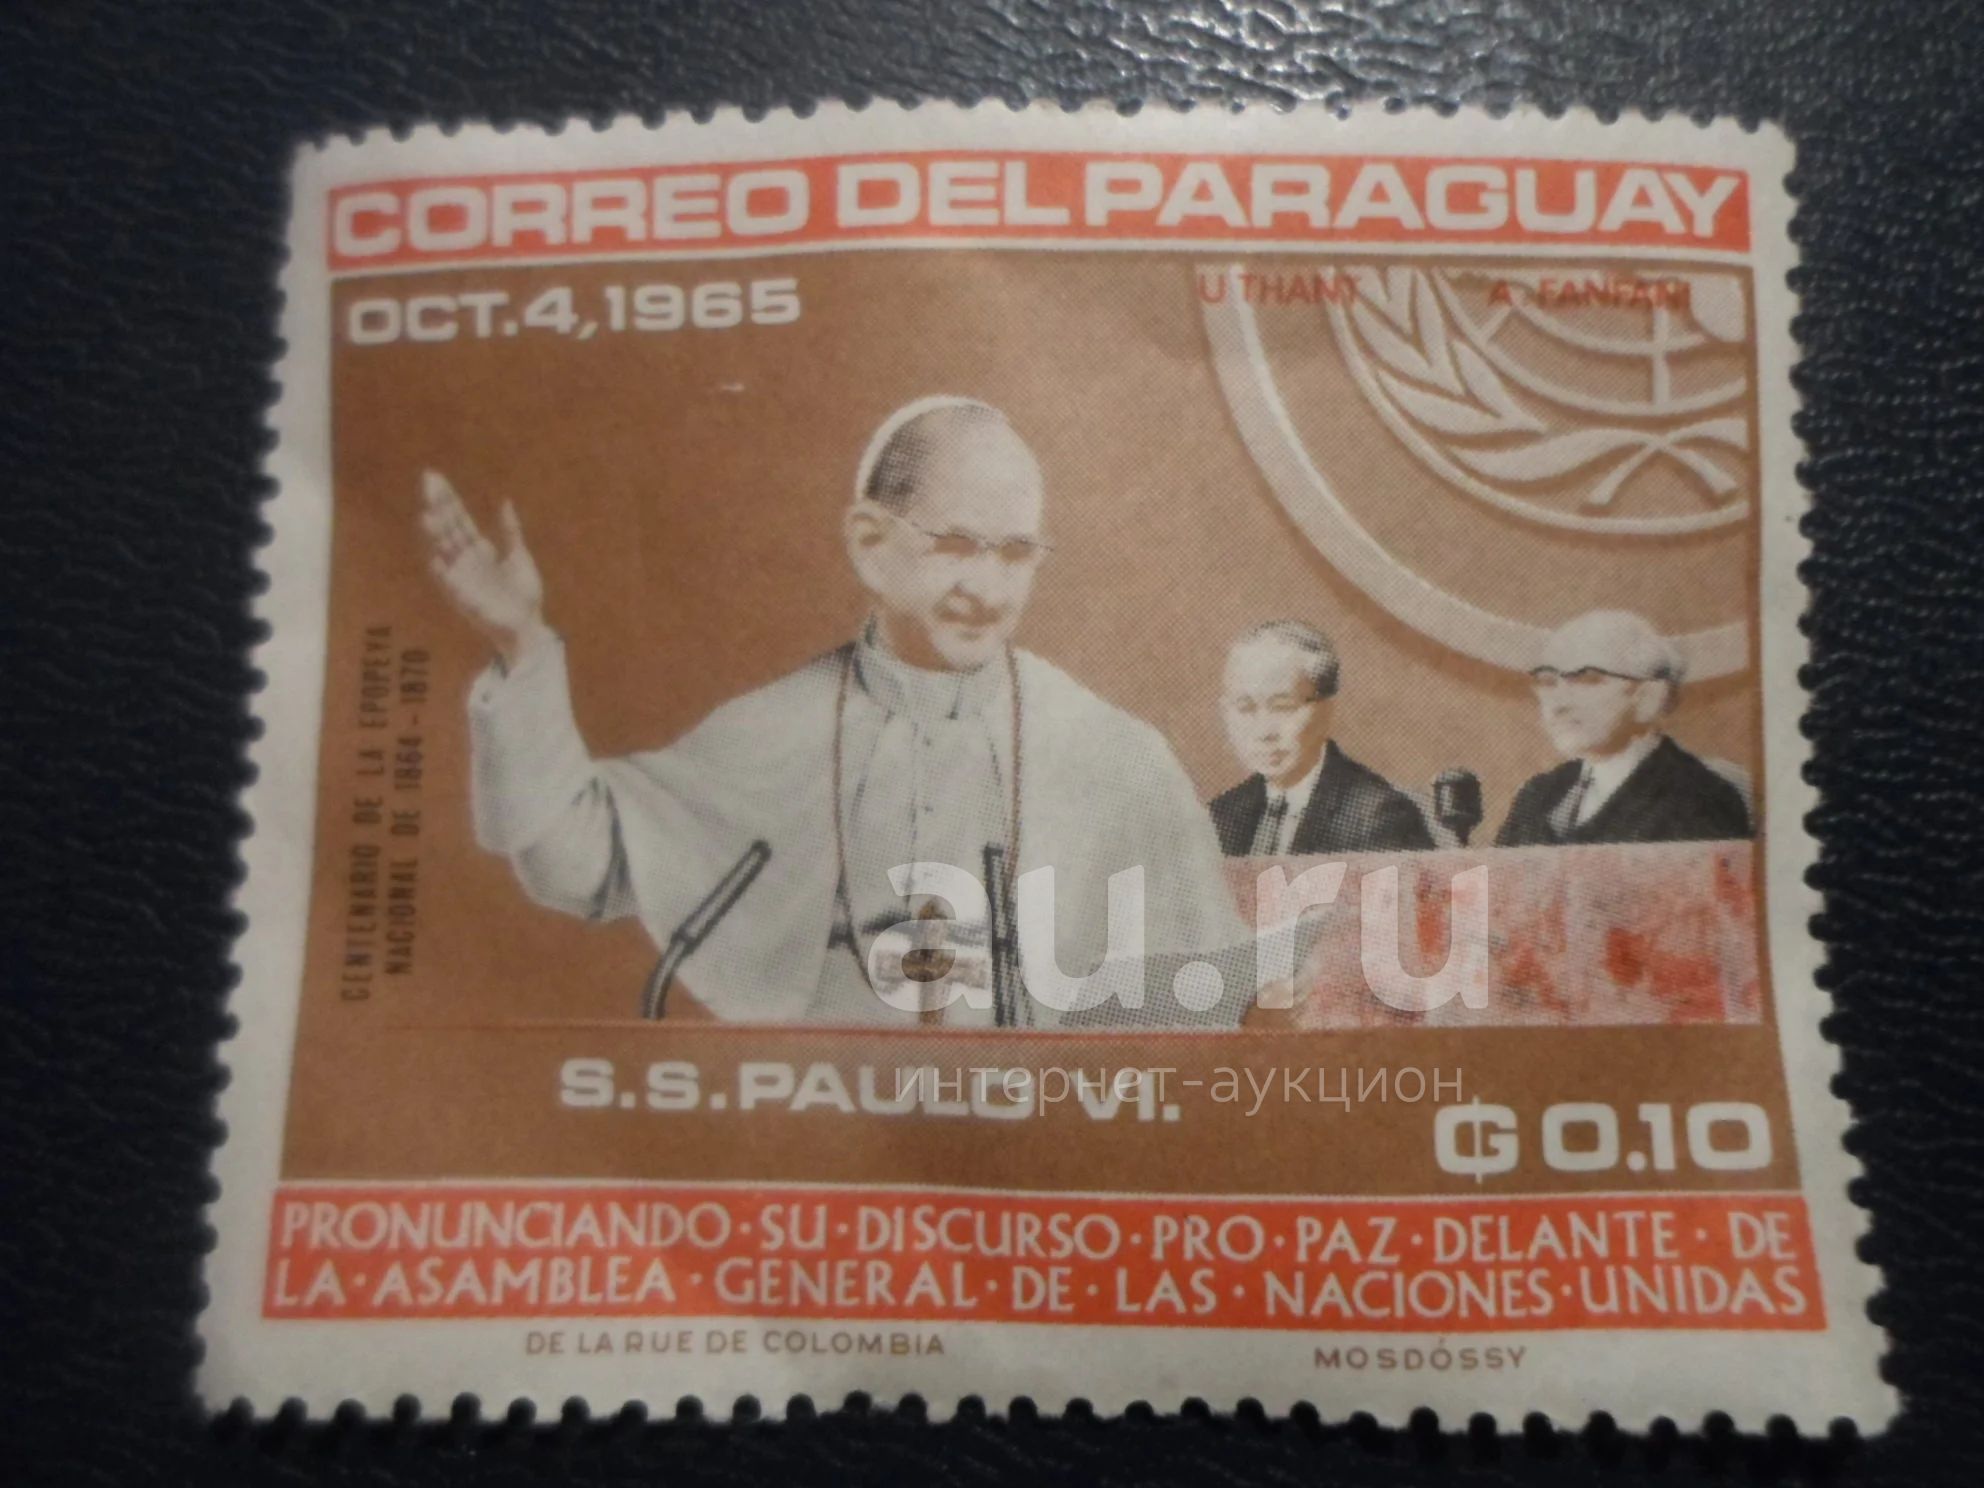 CORREO DEL PARAGUAY
OCT.4,1965
U THANT A. FANFANI
CENTENARIO DE LA EPOPEYA
NACIONAL DE 1864-1870
au.ru
интернет-аукцион
S.S.PAULO VI.
₲0.10
PRONUNCIANDO·SU·DISCURSO·PRO·PAZ·DELANTE·DE
LA·ASAMBLEA·GENERAL·DE·LAS·NACIONES·UNIDAS
DE LA RUE DE COLOMBIA
MOSDÓSSY